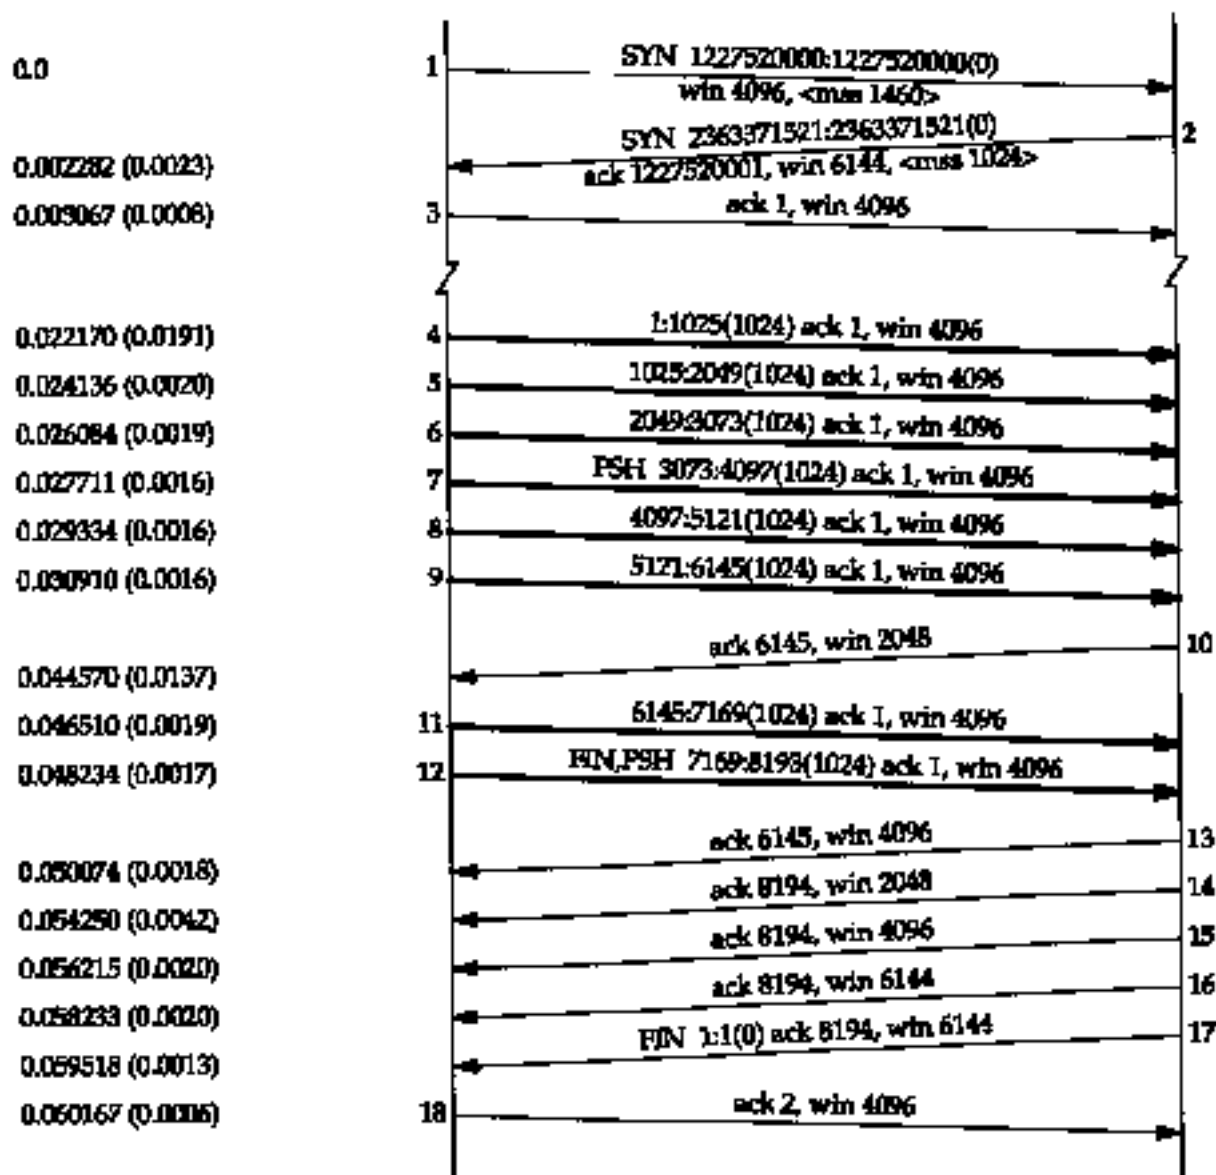 0.0
1
SYN 1227520000:1227520000(0)
win 4096, <mss 1460>
SYN 2363371521:2363371521(0)
2
0.002282 (0.0023)
ack 1227520001, win 6144, <mss 1024>
0.003067 (0.0008)
3
ack 1, win 4096
0.022170 (0.0191)
4
1:1025(1024) ack 1, win 4096
0.024136 (0.0020)
5
1025:2049(1024) ack 1, win 4096
0.026084 (0.0019)
6
2049:3073(1024) ack 1, win 4096
0.027711 (0.0016)
7
PSH 3073:4097(1024) ack 1, win 4096
0.029334 (0.0016)
8
4097:5121(1024) ack 1, win 4096
0.030910 (0.0016)
9
5121:6145(1024) ack 1, win 4096
ack 6145, win 2048
10
0.044570 (0.0137)
0.046510 (0.0019)
11
6145:7169(1024) ack 1, win 4096
0.048234 (0.0017)
12
FIN,PSH 7169:8193(1024) ack 1, win 4096
ack 6145, win 4096
13
0.050074 (0.0018)
ack 8194, win 2048
14
0.054250 (0.0042)
ack 8194, win 4096
15
0.056215 (0.0020)
ack 8194, win 6144
16
0.058233 (0.0020)
FIN 1:1(0) ack 8194, win 6144
17
0.059518 (0.0013)
0.060167 (0.0006)
18
ack 2, win 4096